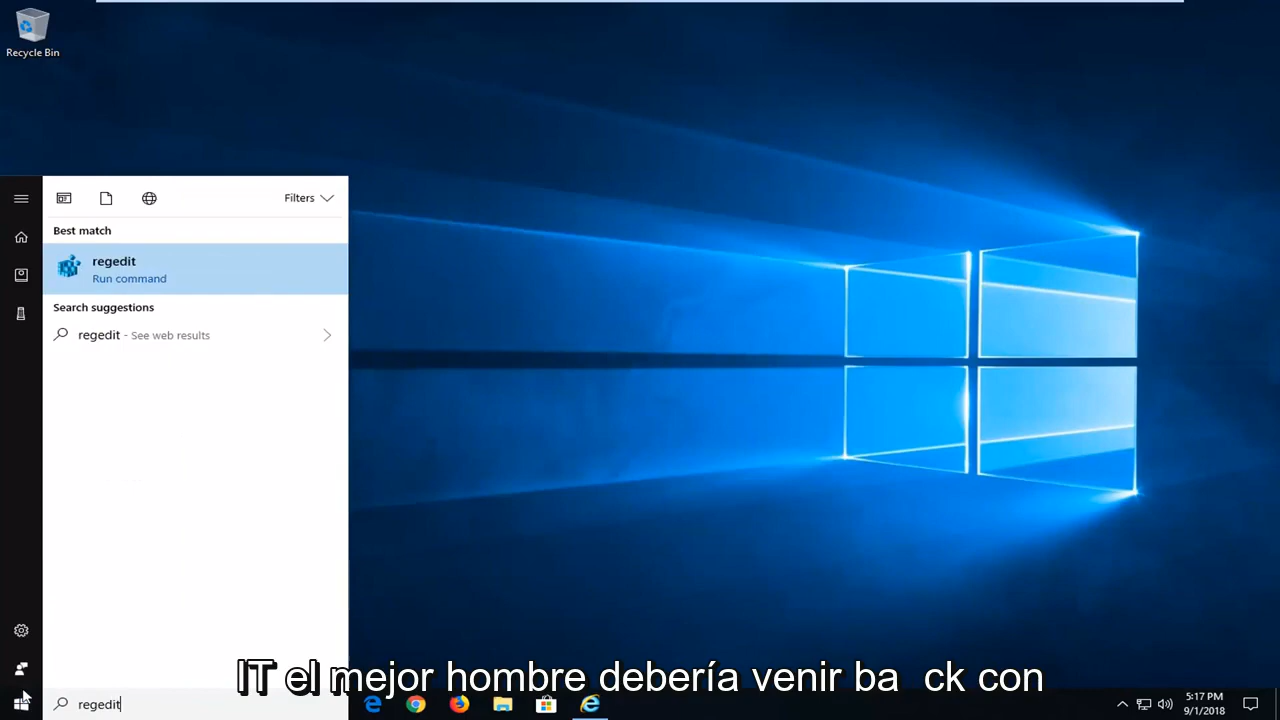 Recycle Bin
Filters
Best match
regedit
Run command
Search suggestions
regedit - See web results
IT el mejor hombre debería venir ba ck con
regedit
5:17 PM
9/1/2018